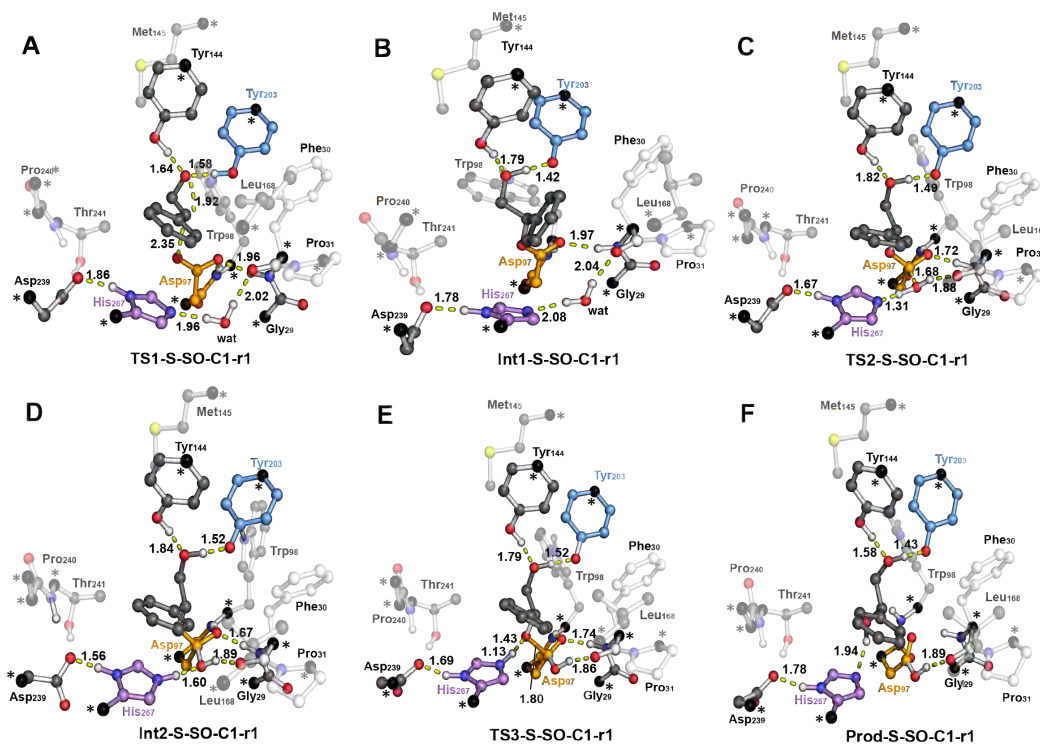 A
Met145
*
Tyr144
*
Tyr203
*
1.64
1.58
1.92
Phe30
Leu168
Pro240
*
*
*
Thr241
2.35
Trp98
1.96
*
Pro31
*
*
Asp97
*
1.86
Asp239
*
2.02
His267
*
1.96
wat
Gly29
*
TS1-S-SO-C1-r1
B
Met145
*
Tyr144
*
Tyr203
*
1.79
1.42
Trp98
Phe30
Pro240
*
*
Thr241
1.97
Leu168
*
Asp97
2.04
Pro31
1.78
His267
Asp239
*
*
2.08
wat
Gly29
*
Int1-S-SO-C1-r1
C
Met145
*
Tyr144
*
Tyr203
*
1.82
1.49
Trp98
Phe30
Pro240
*
*
Thr241
Asp97
1.72
1.68
1.88
Pro31
1.67
Asp239
*
His267
*
1.31
Gly29
*
TS2-S-SO-C1-r1
D
Met145
*
Tyr144
*
Tyr203
*
1.84
1.52
Trp98
Pro240
*
*
*
Thr241
Phe30
Asp97
*
1.67
1.89
Pro31
*
1.56
Asp239
*
1.60
His267
*
Leu168
Gly29
*
Int2-S-SO-C1-r1
E
Met145
*
Tyr144
*
Tyr203
*
1.79
1.52
Trp98
Phe30
Thr241
Pro240
*
*
Leu168
1.43
1.74
1.13
1.69
Asp239
*
His267
*
Asp97
1.86
1.80
Gly29
*
Pro31
TS3-S-SO-C1-r1
F
Met145
*
Tyr144
*
Tyr203
*
1.58
1.43
Phe30
Trp98
Pro240
*
*
Thr241
Leu168
1.94
1.89
1.78
Asp97
*
Asp239
*
His267
*
Gly29
*
Pro31
Prod-S-SO-C1-r1